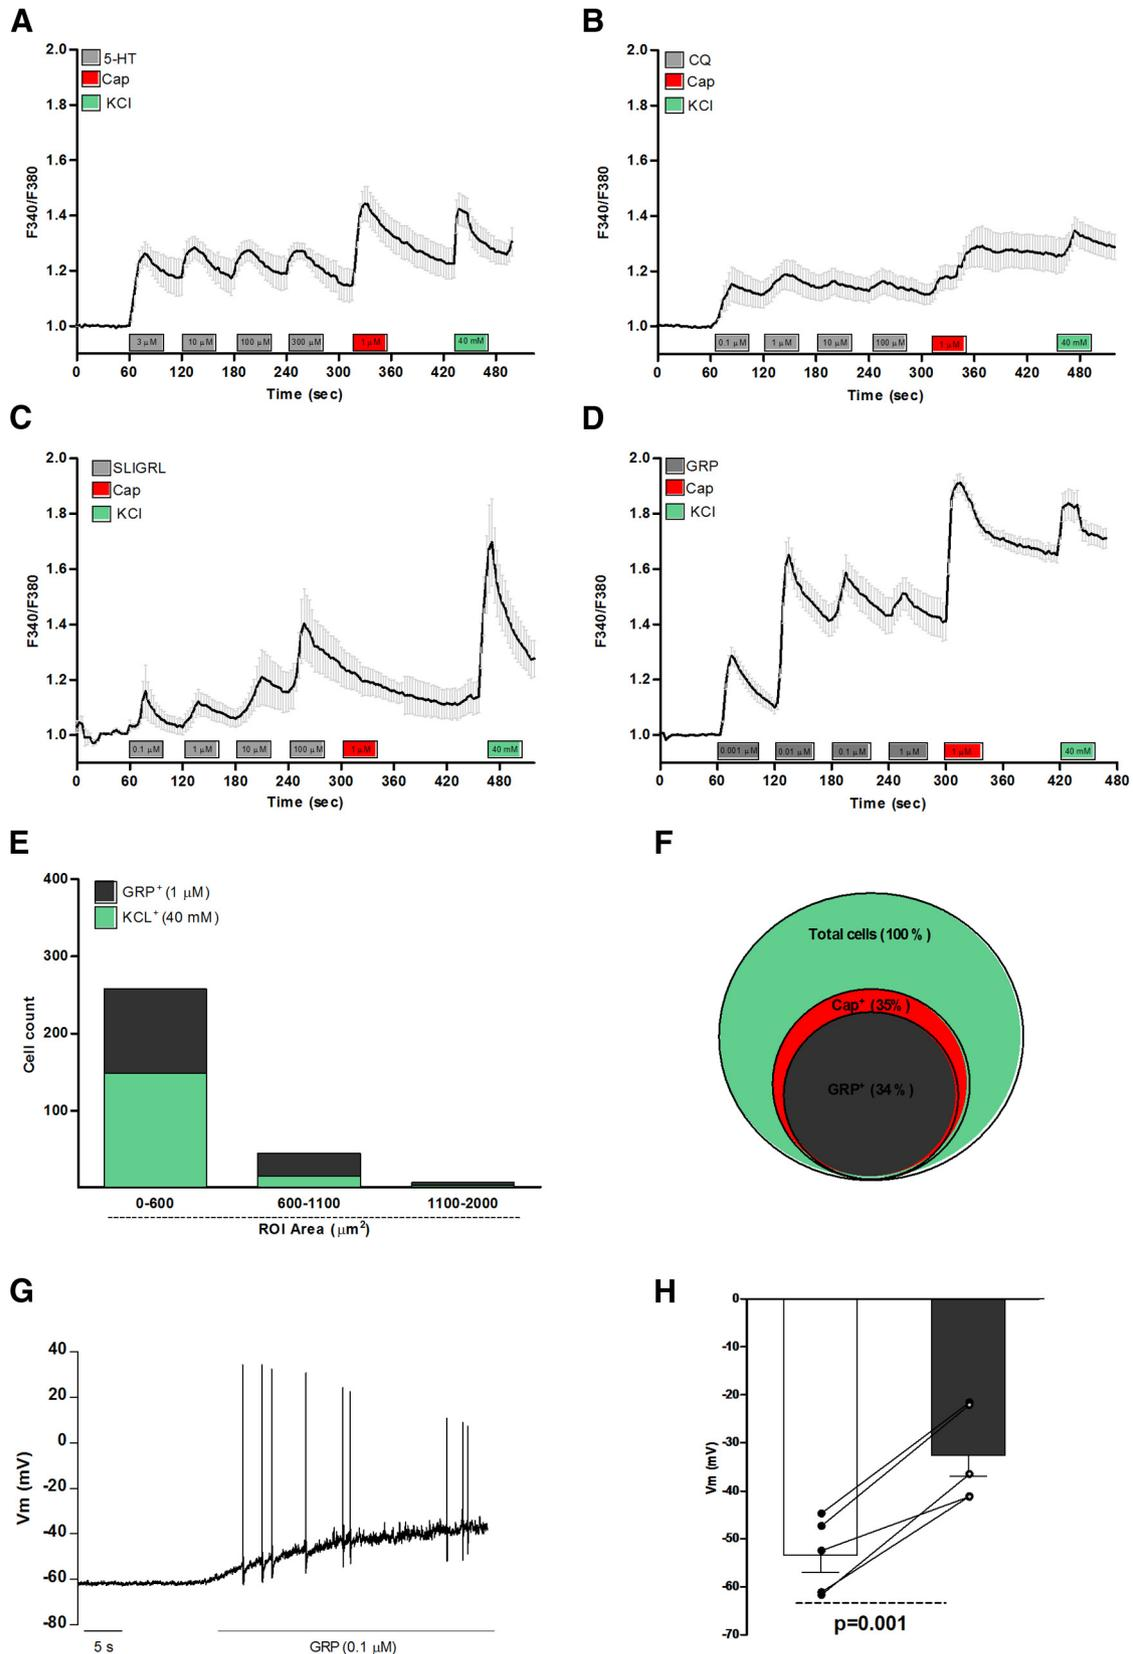 A
2.0
1.8
1.6
1.4
1.2
1.0
F340/F380
5-HT
Cap
KCl
3 μM 10 μM 100 μM 300 μM 1 μM 40 mM
0 60 120 180 240 300 360 420 480
Time (sec)
B
2.0
1.8
1.6
1.4
1.2
1.0
F340/F380
CQ
Cap
KCl
0.1 μM 1 μM 10 μM 100 μM 1 μM 40 mM
0 60 120 180 240 300 360 420 480
Time (sec)
C
2.0
1.8
1.6
1.4
1.2
1.0
F340/F380
SLIGRL
Cap
KCl
0.1 μM 1 μM 10 μM 100 μM 1 μM 40 mM
0 60 120 180 240 300 360 420 480
Time (sec)
D
2.0
1.8
1.6
1.4
1.2
1.0
F340/F380
GRP
Cap
KCl
0.001 μM 0.01 μM 0.1 μM 1 μM 1 μM 40 mM
0 60 120 180 240 300 360 420 480
Time (sec)
E
400
300
200
100
Cell count
GRP⁺ (1 μM)
KCL⁺ (40 mM)
0-600 600-1100 1100-2000
ROI Area (μm²)
F
Total cells (100%)
Cap⁺ (35%)
GRP⁺ (34%)
G
40
20
0
-20
-40
-60
-80
Vm (mV)
5 s GRP (0.1 μM)
H
0
-10
-20
-30
-40
-50
-60
-70
Vm (mV)
p=0.001